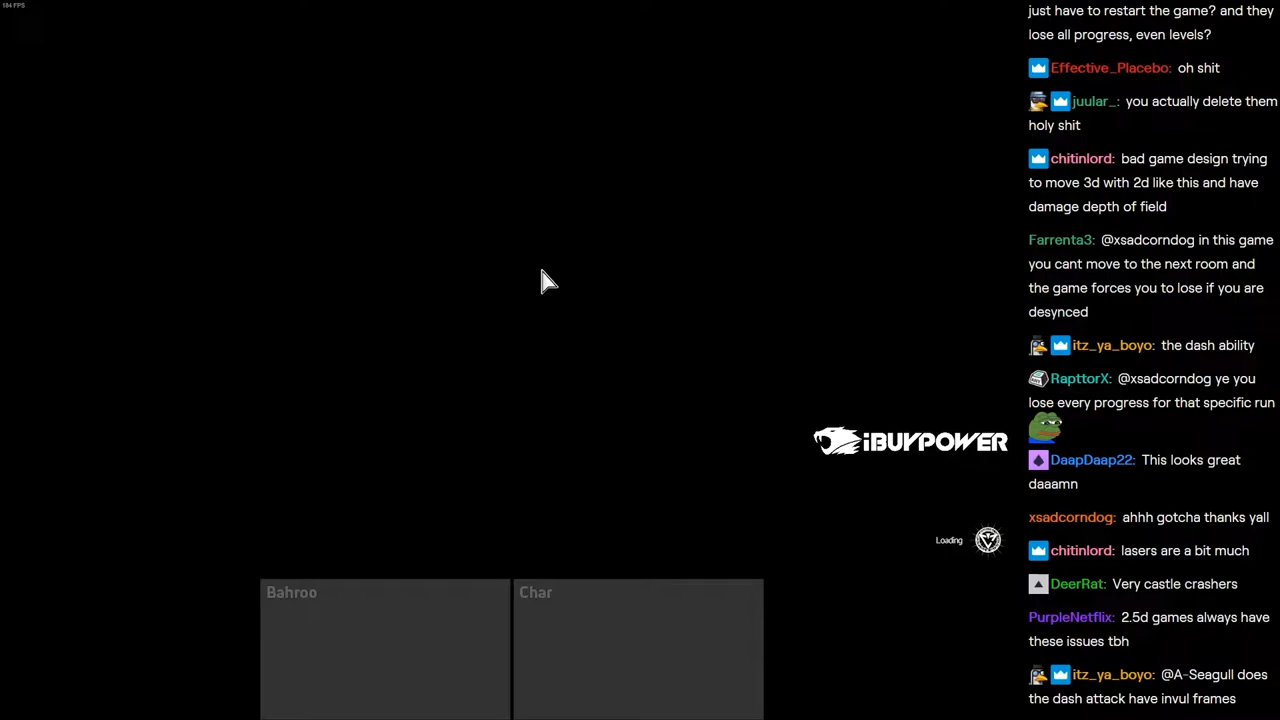 184 FPS
just have to restart the game? and they
lose all progress, even levels?
Effective_Placebo: oh shit
juular_: you actually delete them
holy shit
chitinlord: bad game design trying
to move 3d with 2d like this and have
damage depth of field
Farrenta3: @xsadcorndog in this game
you cant move to the next room and
the game forces you to lose if you are
desynced
itz_ya_boyo: the dash ability
RapttorX: @xsadcorndog ye you
lose every progress for that specific run
iBUYPOWER
DaapDaap22: This looks great
daaamn
xsadcorndog: ahhh gotcha thanks yall
Loading
chitinlord: lasers are a bit much
DeerRat: Very castle crashers
Bahroo
Char
PurpleNetflix: 2.5d games always have
these issues tbh
itz_ya_boyo: @A-Seagull does
the dash attack have invul frames